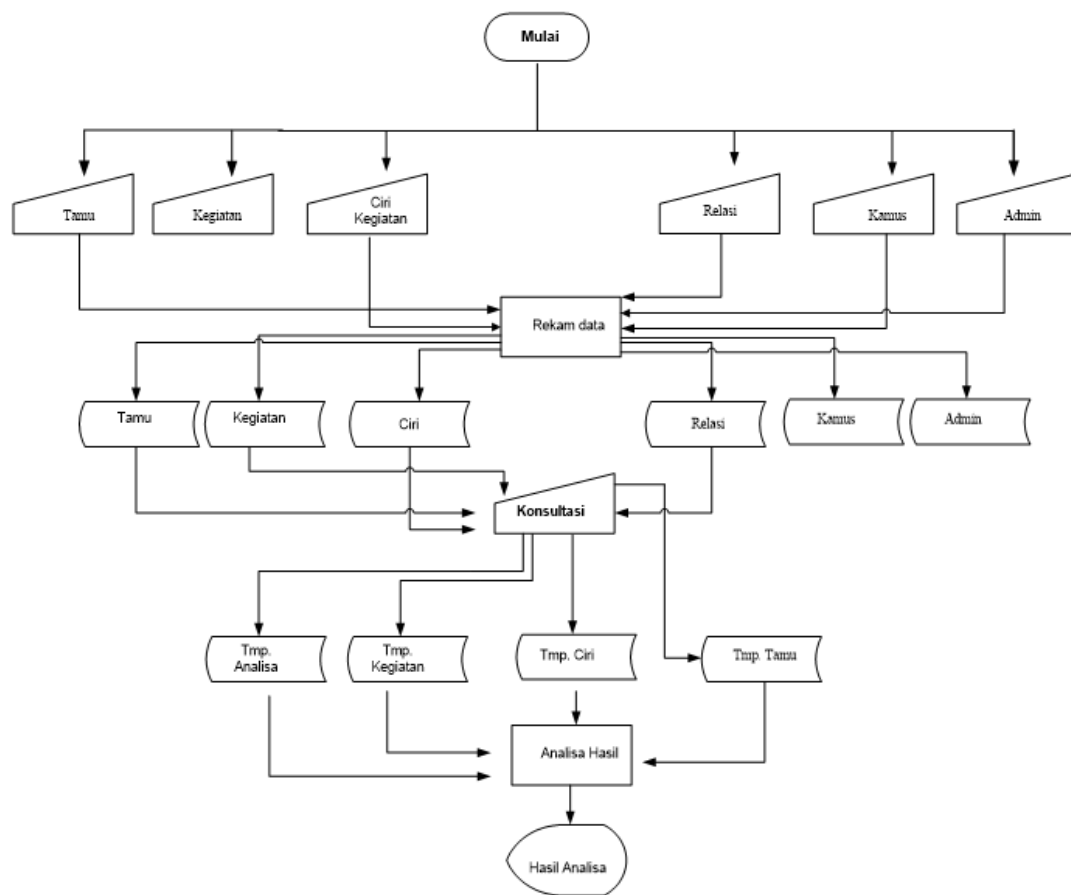 Mulai
Tamu
Kegiatan
Ciri
Kegiatan
Relasi
Kamus
Admin
Rekam data
Tamu
Kegiatan
Ciri
Relasi
Kamus
Admin
Konsultasi
Tmp.
Analisa
Tmp.
Kegiatan
Tmp. Ciri
Tmp. Tamu
Analisa Hasil
Hasil Analisa